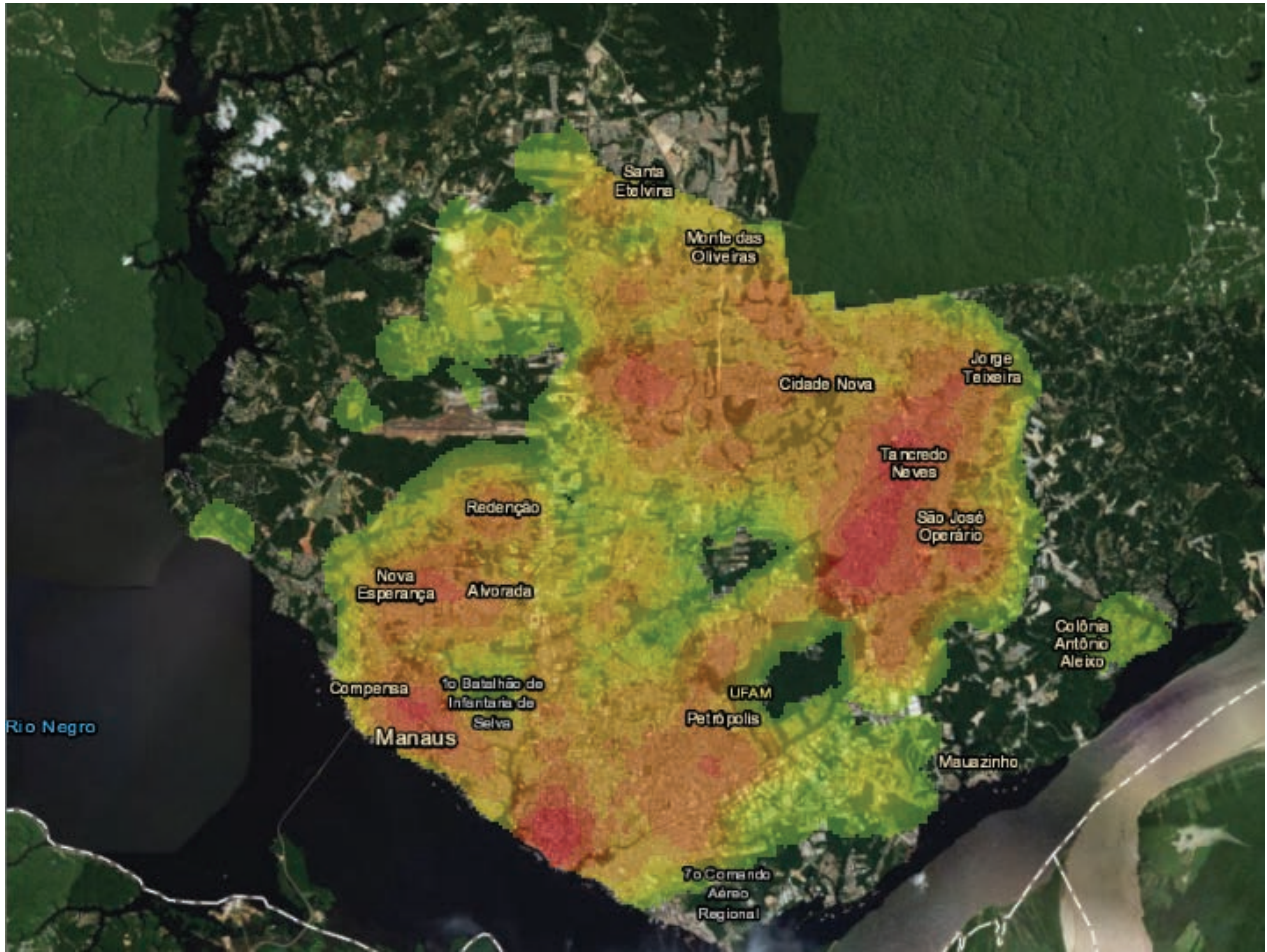 Santa
Etelvina
Monte das
Oliveiras
Jorge
Teixeira
Cidade Nova
Tancredo
Neves
Redenção
São José
Operário
Nova
Esperança
Alvorada
Colônia
Antônio
Aleixo
Compensa
1o Batalhão de
Infantaria de
Selva
UFAM
Petrópolis
Rio Negro
Manaus
Mauazinho
7o Comando
Aéreo
Regional